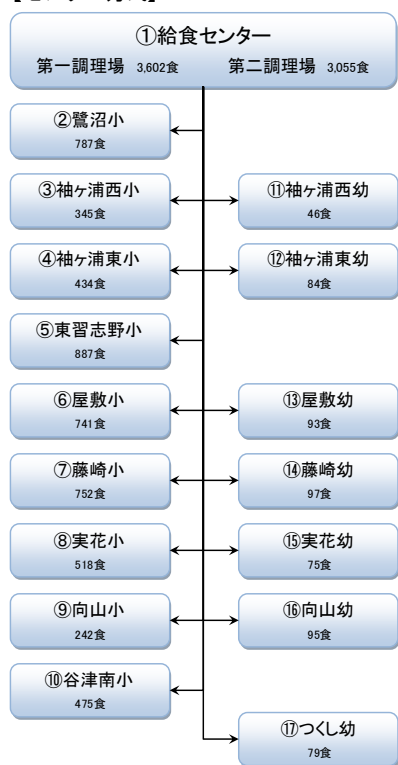 ①給食センター
第一調理場 3,602食 第二調理場 3,055食
②鷺沼小
787食
③袖ヶ浦西小
345食
⑪袖ヶ浦西幼
46食
④袖ヶ浦東小
434食
⑫袖ヶ浦東幼
84食
⑤東習志野小
887食
⑥屋敷小
741食
⑬屋敷幼
93食
⑦藤崎小
752食
⑭藤崎幼
97食
⑧実花小
518食
⑮実花幼
75食
⑨向山小
242食
⑯向山幼
95食
⑩谷津南小
475食
⑰つくし幼
79食